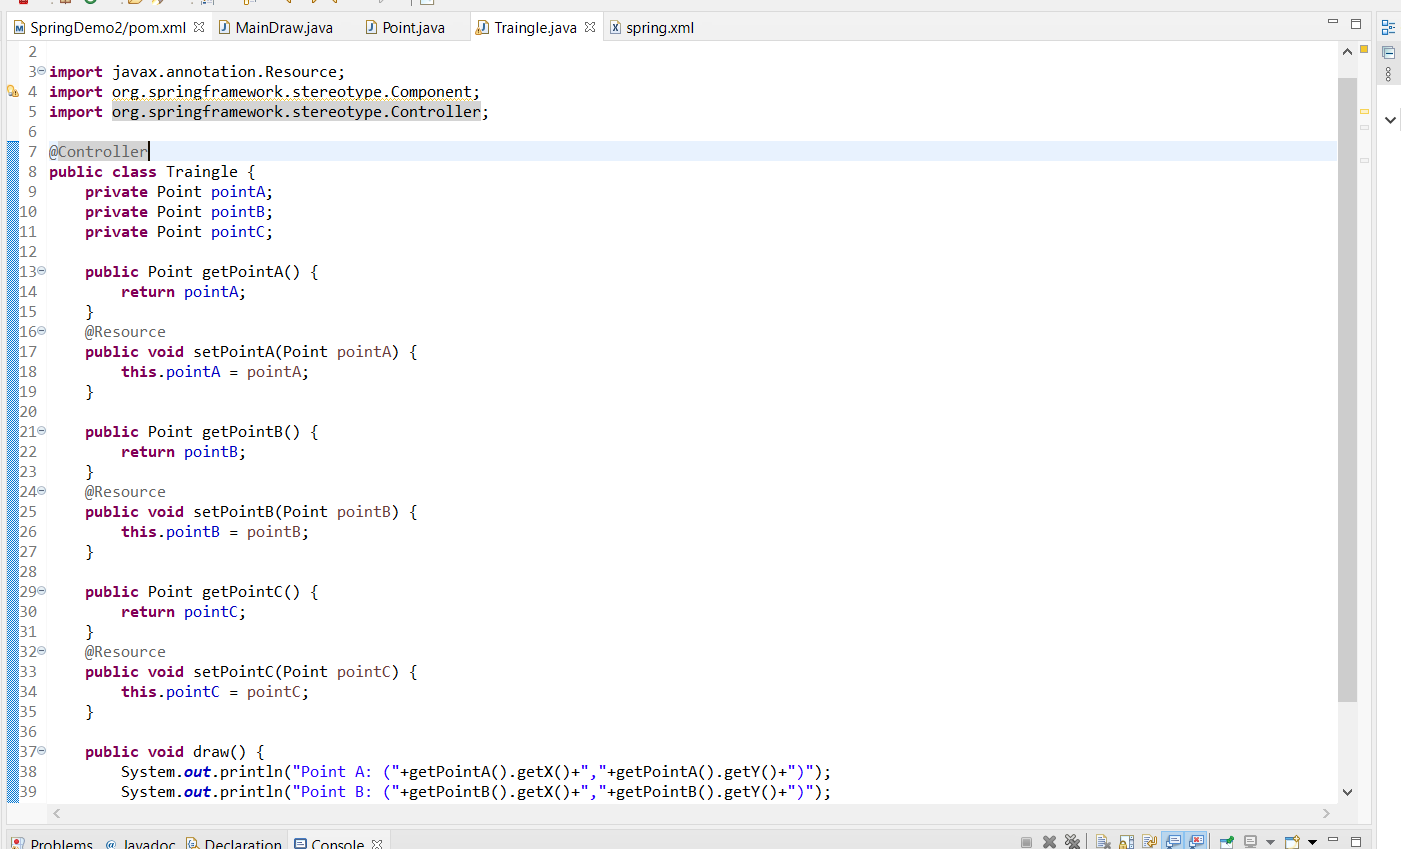 SpringDemo2/pom.xml MainDraw.java Point.java Traingle.java spring.xml
2
3 import javax.annotation.Resource;
4 import org.springframework.stereotype.Component;
5 import org.springframework.stereotype.Controller;
6
7 @Controller
8 public class Traingle {
9     private Point pointA;
10     private Point pointB;
11     private Point pointC;
12
13     public Point getPointA() {
14         return pointA;
15     }
16     @Resource
17     public void setPointA(Point pointA) {
18         this.pointA = pointA;
19     }
20
21     public Point getPointB() {
22         return pointB;
23     }
24     @Resource
25     public void setPointB(Point pointB) {
26         this.pointB = pointB;
27     }
28
29     public Point getPointC() {
30         return pointC;
31     }
32     @Resource
33     public void setPointC(Point pointC) {
34         this.pointC = pointC;
35     }
36
37     public void draw() {
38         System.out.println("Point A: ("+getPointA().getX()+","+getPointA().getY()+")");
39         System.out.println("Point B: ("+getPointB().getX()+","+getPointB().getY()+")");
Problems @ Javadoc Declaration Console